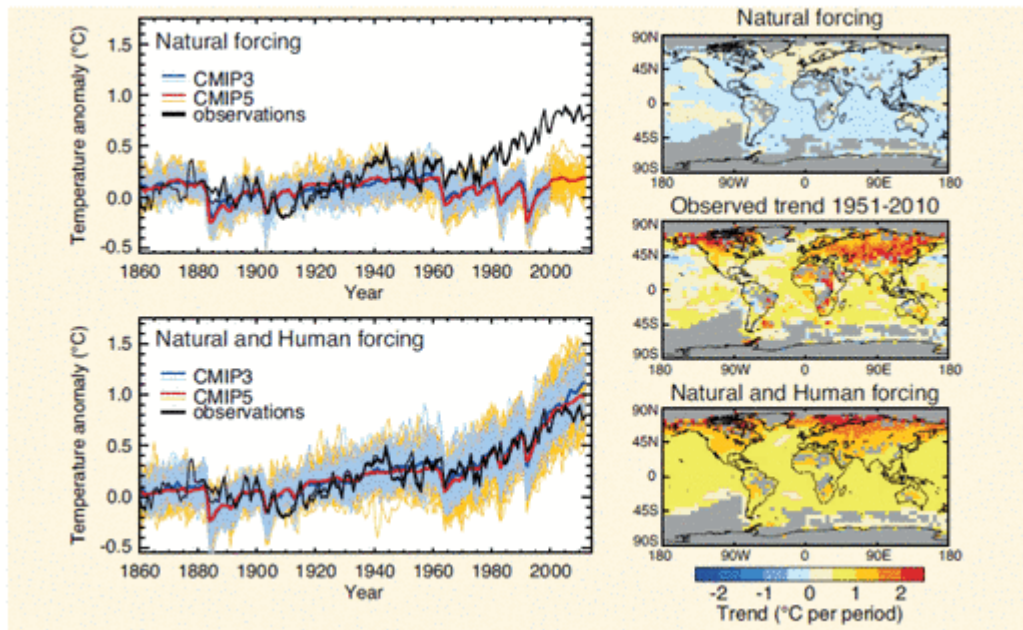 Natural forcing
Temperature anomaly (°C)
1.5
1.0
0.5
0.0
-0.5
CMIP3
CMIP5
observations
1860 1880 1900 1920 1940 1960 1980 2000
Year
Natural and Human forcing
Temperature anomaly (°C)
1.5
1.0
0.5
0.0
-0.5
CMIP3
CMIP5
observations
1860 1880 1900 1920 1940 1960 1980 2000
Year
Natural forcing
90N
45N
0
45S
90S
180 90W 0 90E 180
Observed trend 1951-2010
90N
45N
0
45S
90S
180 90W 0 90E 180
Natural and Human forcing
90N
45N
0
45S
90S
180 90W 0 90E 180
-2 -1 0 1 2
Trend (°C per period)